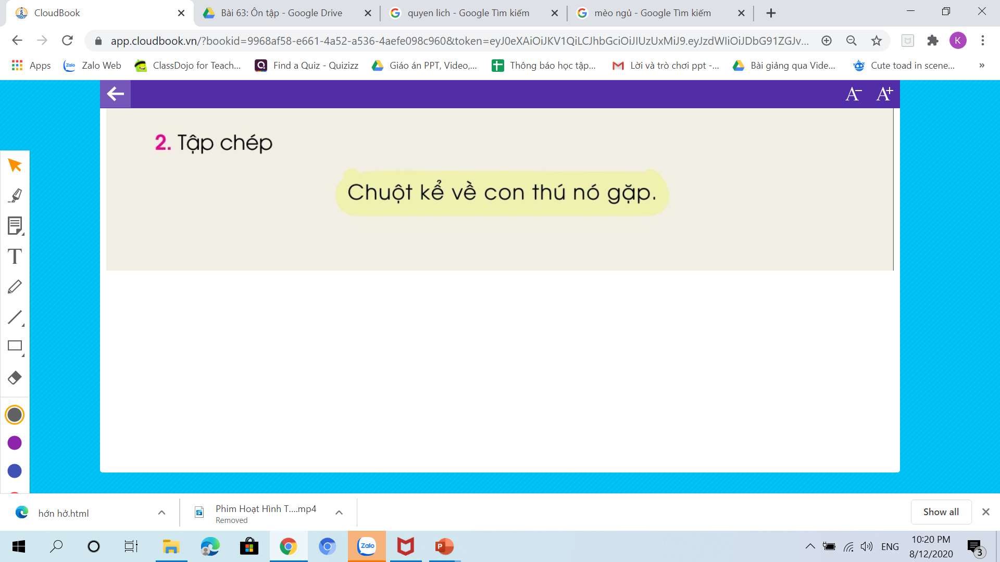 CloudBook
Bài 63: Ôn tập - Google Drive
quyen lich - Google Tìm kiếm
mèo ngủ - Google Tìm kiếm
app.cloudbook.vn/?bookid=9968af58-e661-4a52-a536-4aefe098c960&token=eyJ0eXAiOiJKV1QiLCJhbGciOiJIUzUxMiJ9.eyJzdWIiOiJDbG91ZGJv...
K
Apps
Zalo Web
ClassDojo for Teach...
Find a Quiz - Quizizz
Giáo án PPT, Video,...
Thông báo học tập...
Lời và trò chơi ppt -...
Bài giảng qua Vide...
Cute toad in scene...
»
A- A+
2. Tập chép
Chuột kể về con thú nó gặp.
T
hớn hở.html
Phim Hoạt Hình T....mp4
Removed
Show all
Zalo
P
ENG
10:20 PM
8/12/2020
3